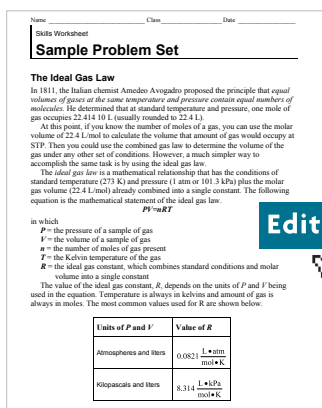 Name Class Date
Skills Worksheet
Sample Problem Set
The Ideal Gas Law
In 1811, the Italian chemist Amedeo Avogadro proposed the principle that equal
volumes of gases at the same temperature and pressure contain equal numbers of
molecules. He determined that at standard temperature and pressure, one mole of
gas occupies 22.414 10 L (usually rounded to 22.4 L).
At this point, if you know the number of moles of a gas, you can use the molar
volume of 22.4 L/mol to calculate the volume that amount of gas would occupy at
STP. Then you could use the combined gas law to determine the volume of the
gas under any other set of conditions. However, a much simpler way to
accomplish the same task is by using the ideal gas law.
The ideal gas law is a mathematical relationship that has the conditions of
standard temperature (273 K) and pressure (1 atm or 101.3 kPa) plus the molar
gas volume (22.4 L/mol) already combined into a single constant. The following
equation is the mathematical statement of the ideal gas law.
PV=nRT
in which
P = the pressure of a sample of gas
V = the volume of a sample of gas
n = the number of moles of gas present
T = the Kelvin temperature of the gas
R = the ideal gas constant, which combines standard conditions and molar
volume into a single constant
The value of the ideal gas constant, R, depends on the units of P and V being
used in the equation. Temperature is always in kelvins and amount of gas is
always in moles. The most common values used for R are shown below.
Units of P and V Value of R
Atmospheres and liters 0.0821 L•atm / mol•K
Kilopascals and liters 8.314 L•kPa / mol•K
Edit